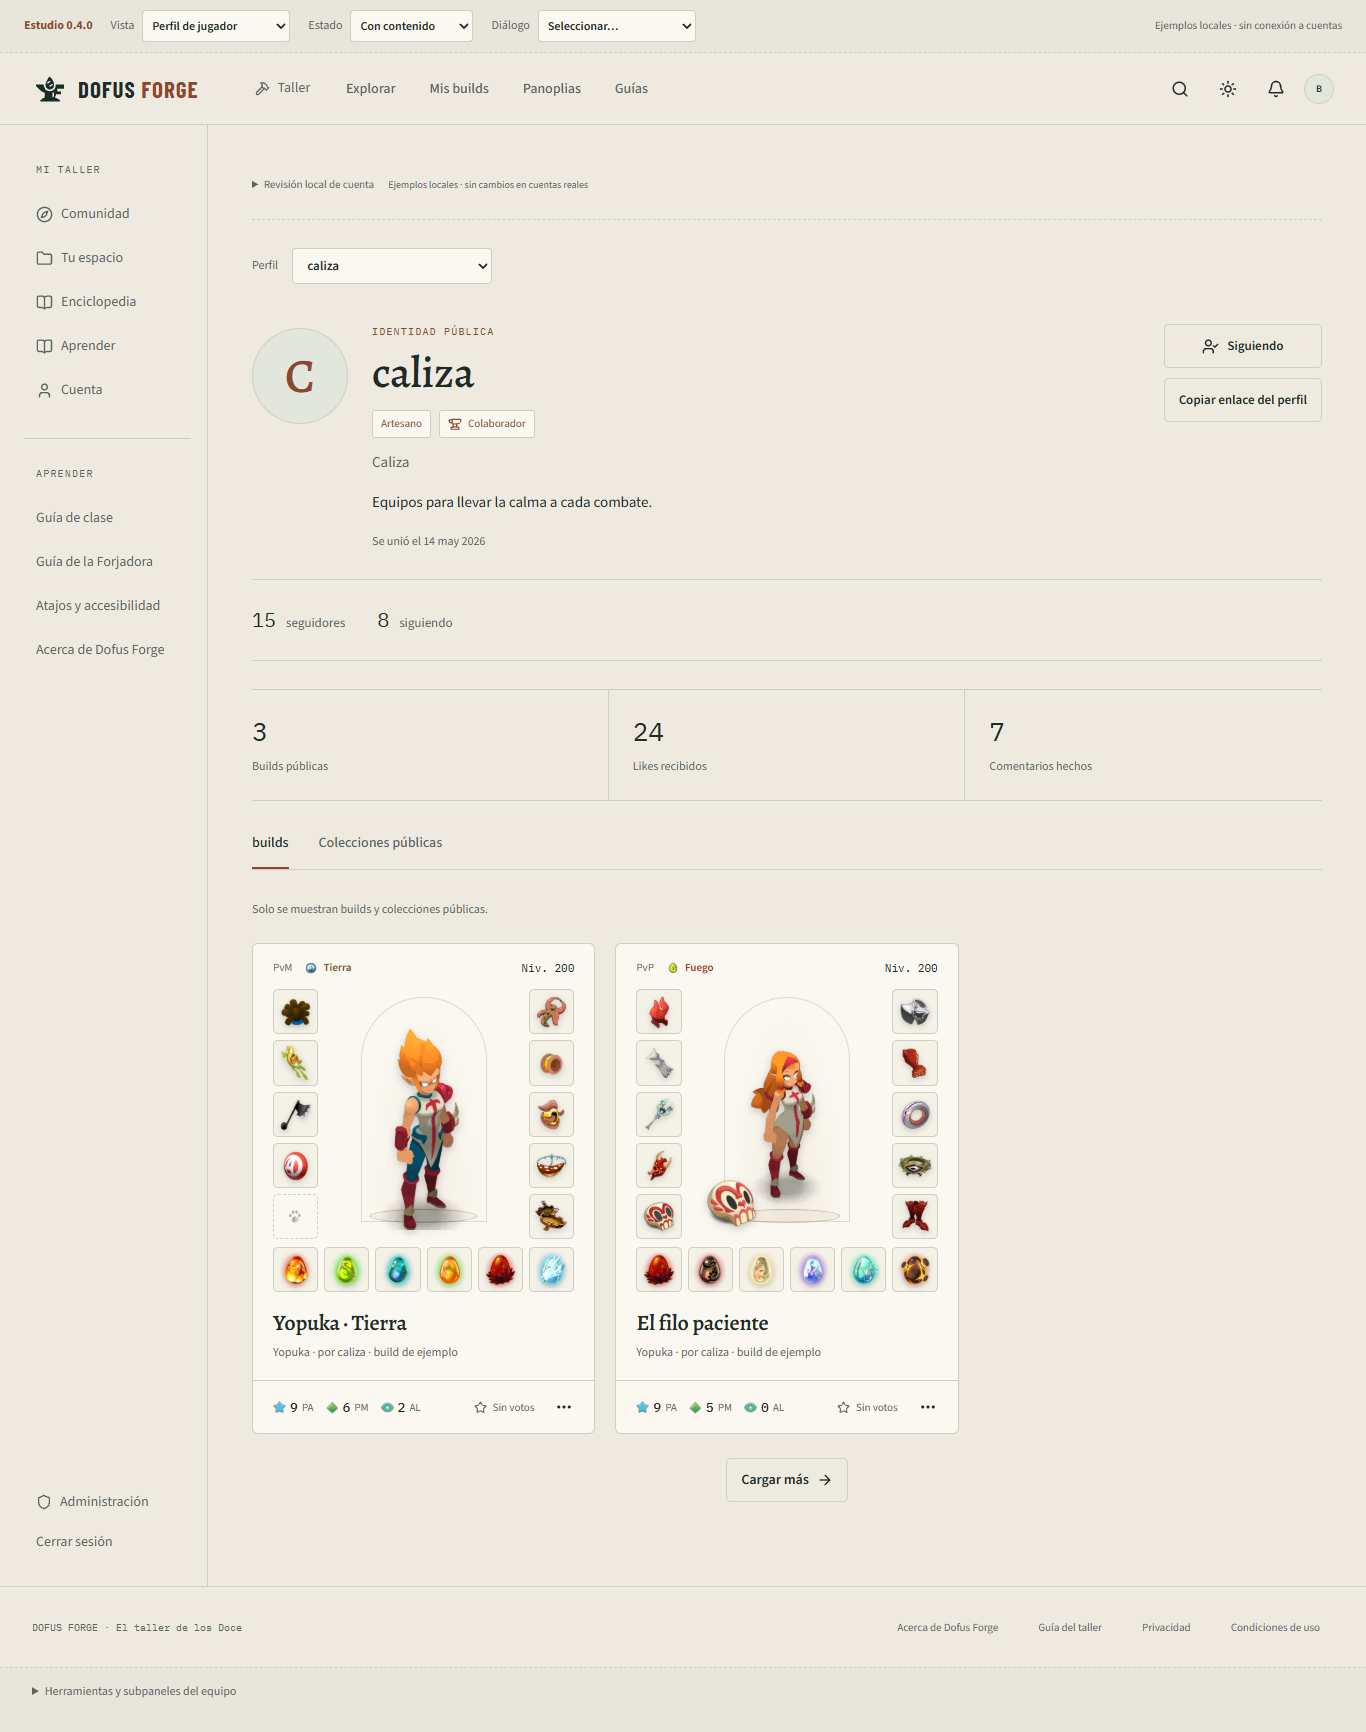 Estudio 0.4.0 Vista Perfil de jugador Estado Con contenido Diálogo Seleccionar... Ejemplos locales · sin conexión a cuentas
DOFUS FORGE Taller Explorar Mis builds Panoplias Guías B
MI TALLER
Comunidad
Tu espacio
Enciclopedia
Aprender
Cuenta
APRENDER
Guía de clase
Guía de la Forjadora
Atajos y accesibilidad
Acerca de Dofus Forge
Administración
Cerrar sesión
Revisión local de cuenta Ejemplos locales · sin cambios en cuentas reales
Perfil caliza
C
IDENTIDAD PÚBLICA
caliza
Artesano Colaborador
Caliza
Equipos para llevar la calma a cada combate.
Se unió el 14 may 2026
Siguiendo
Copiar enlace del perfil
15 seguidores 8 siguiendo
3 24 7
Builds públicas Likes recibidos Comentarios hechos
builds Colecciones públicas
Solo se muestran builds y colecciones públicas.
PvM Tierra Niv. 200
Yopuka · Tierra
Yopuka · por caliza · build de ejemplo
9 PA 6 PM 2 AL Sin votos
PvP Fuego Niv. 200
El filo paciente
Yopuka · por caliza · build de ejemplo
9 PA 5 PM 0 AL Sin votos
Cargar más
DOFUS FORGE · El taller de los Doce Acerca de Dofus Forge Guía del taller Privacidad Condiciones de uso
Herramientas y subpaneles del equipo